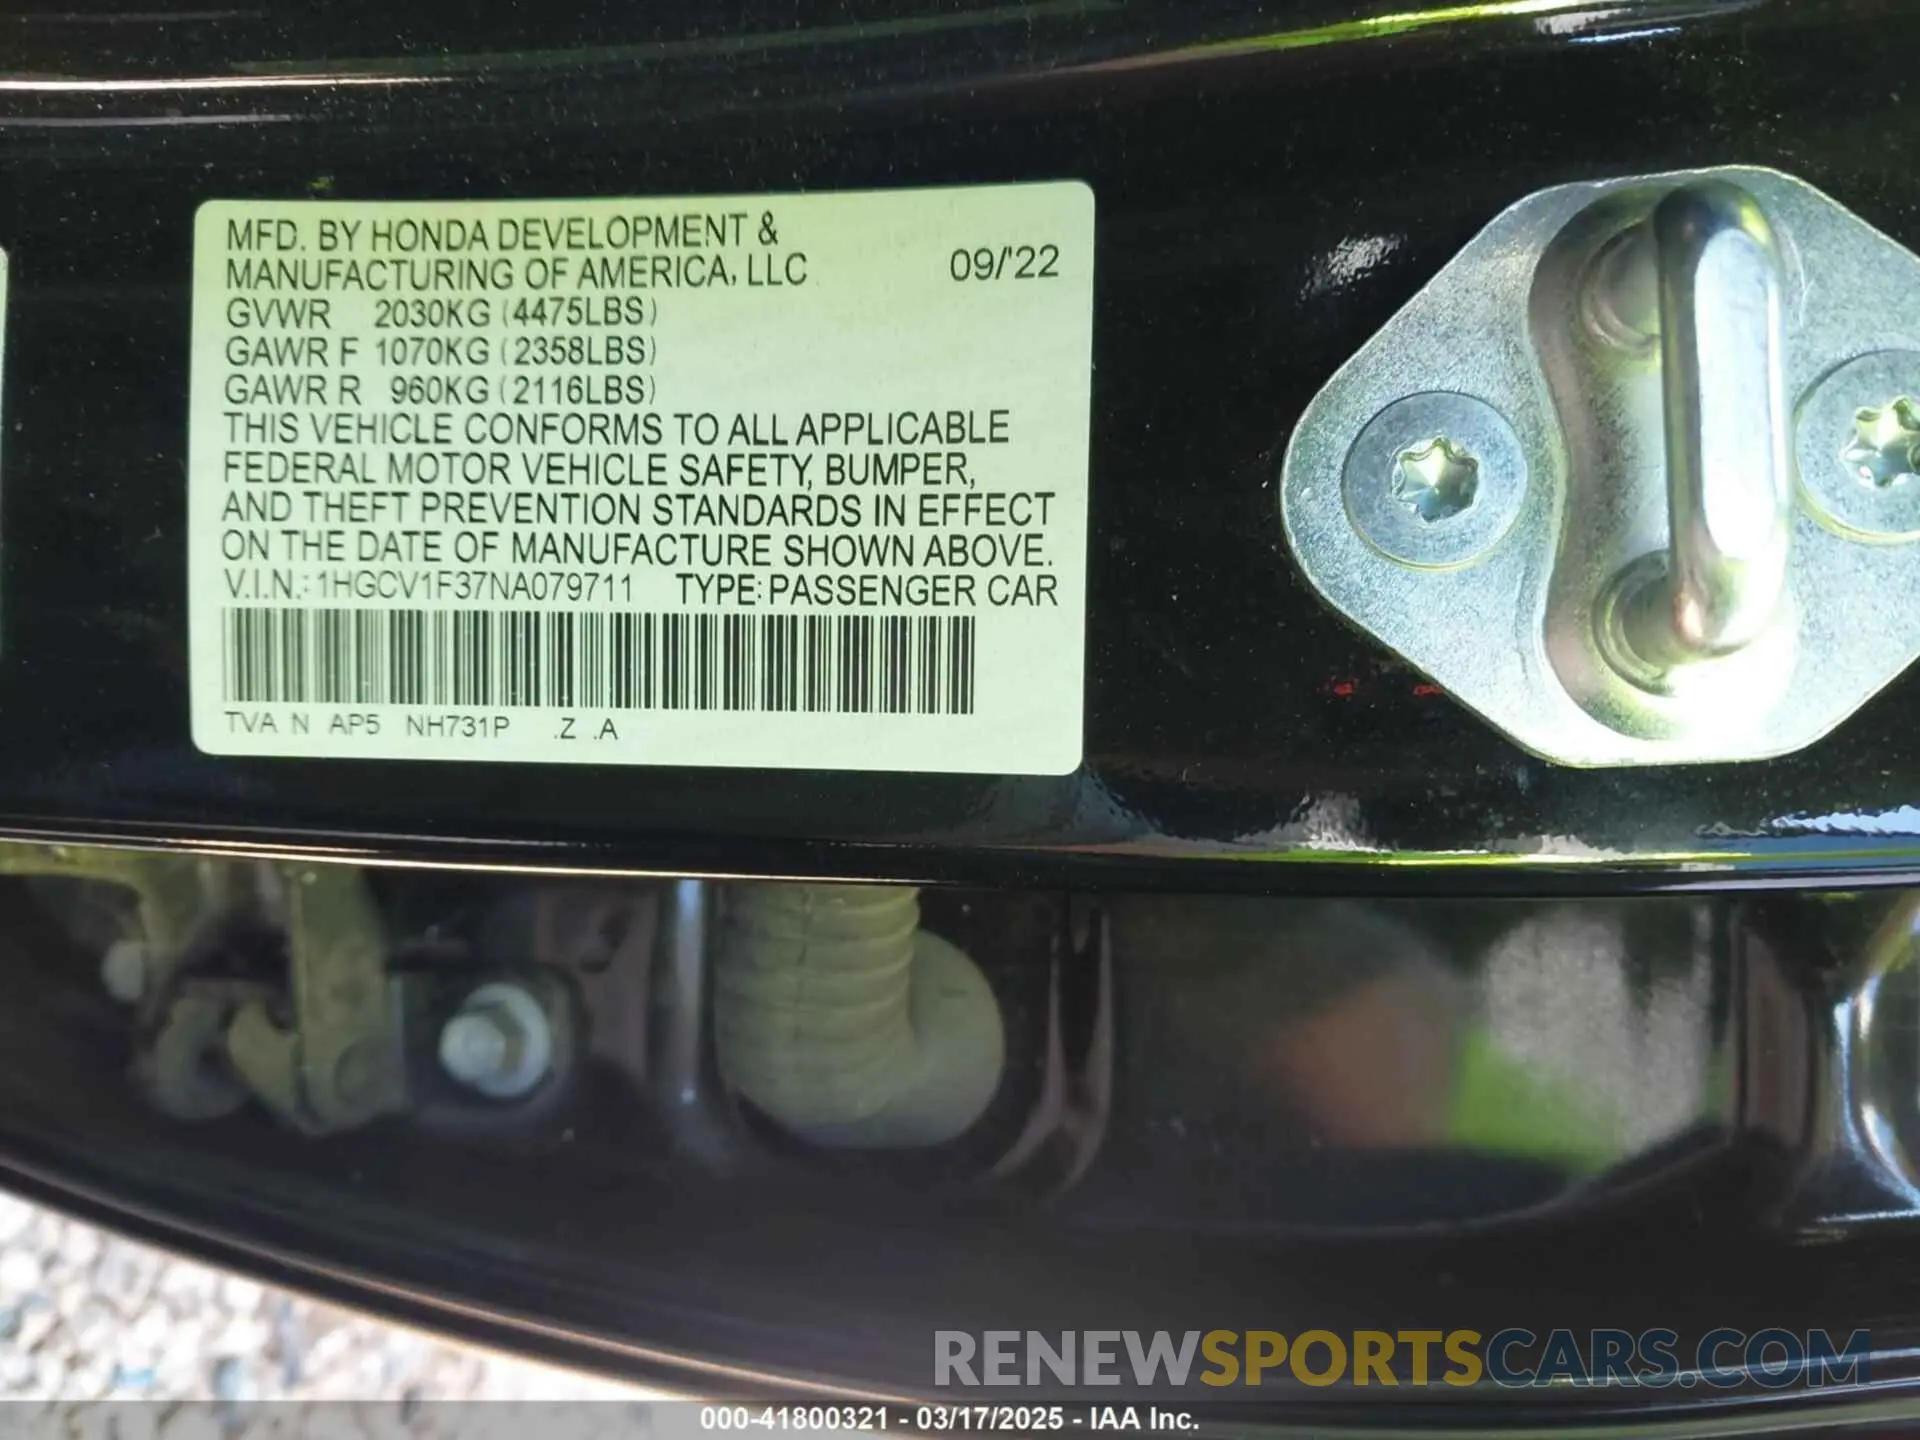 MFD. BY HONDA DEVELOPMENT &
MANUFACTURING OF AMERICA, LLC 09/'22
GVWR 2030KG (4475LBS)
GAWR F 1070KG (2358LBS)
GAWR R 960KG (2116LBS)
THIS VEHICLE CONFORMS TO ALL APPLICABLE
FEDERAL MOTOR VEHICLE SAFETY, BUMPER,
AND THEFT PREVENTION STANDARDS IN EFFECT
ON THE DATE OF MANUFACTURE SHOWN ABOVE.
V.I.N.: 1HGCV1F37NA079711 TYPE: PASSENGER CAR
TVA N AP5 NH731P .Z .A
RENEWSPORTSCARS.COM
000-41800321 - 03/17/2025 - IAA Inc.